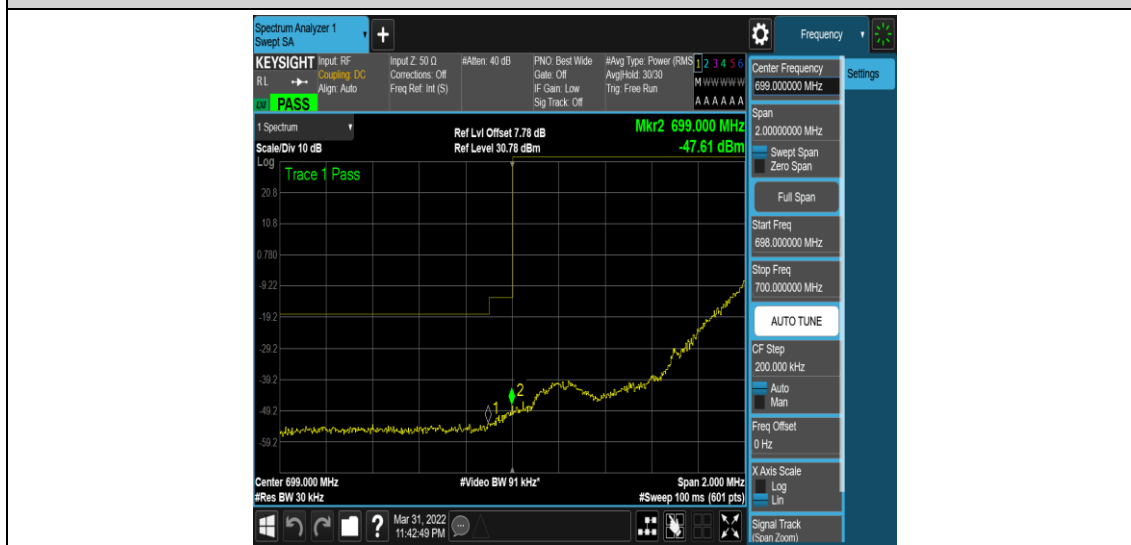 Spectrum Analyzer 1
Swept SA
+
Frequency
KEYSIGHT
RL
LXI PASS
Input: RF
Coupling: DC
Align: Auto
Input Z: 50 Ω
Corrections: Off
Freq Ref: Int (S)
#Atten: 40 dB
PNO: Best Wide
Gate: Off
IF Gain: Low
Sig Track: Off
#Avg Type: Power (RMS
Avg|Hold: 30/30
Trig: Free Run
1 2 3 4 5 6
M W W W W W
A A A A A A
1 Spectrum
Scale/Div 10 dB
Ref Lvl Offset 7.78 dB
Ref Level 30.78 dBm
Mkr2 699.000 MHz
-47.61 dBm
Log
Trace 1 Pass
20.8
10.8
0.780
-9.22
-19.2
-29.2
-39.2
-49.2
-59.2
1
2
Center 699.000 MHz
#Res BW 30 kHz
#Video BW 91 kHz*
Span 2.000 MHz
#Sweep 100 ms (601 pts)
?
Mar 31, 2022
11:42:49 PM
Center Frequency
699.000000 MHz
Settings
Span
2.00000000 MHz
Swept Span
Zero Span
Full Span
Start Freq
698.000000 MHz
Stop Freq
700.000000 MHz
AUTO TUNE
CF Step
200.000 kHz
Auto
Man
Freq Offset
0 Hz
X Axis Scale
Log
Lin
Signal Track
(Span Zoom)